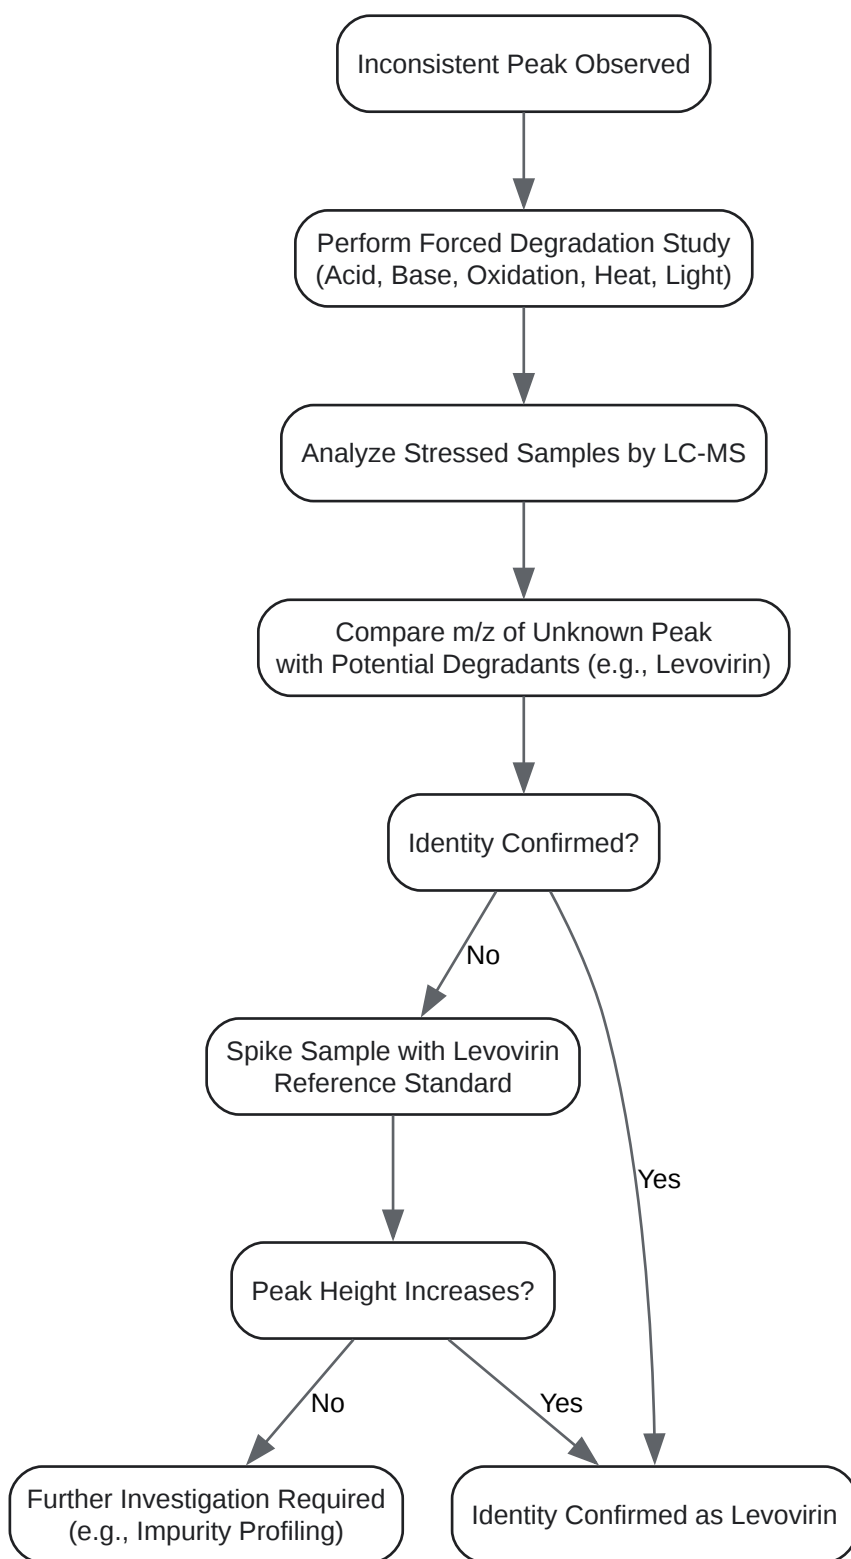 Inconsistent Peak Observed
Perform Forced Degradation Study
(Acid, Base, Oxidation, Heat, Light)
Analyze Stressed Samples by LC-MS
Compare m/z of Unknown Peak
with Potential Degradants (e.g., Levovirin)
Identity Confirmed?
No
Spike Sample with Levovirin
Reference Standard
Yes
Peak Height Increases?
No
Yes
Further Investigation Required
(e.g., Impurity Profiling)
Identity Confirmed as Levovirin